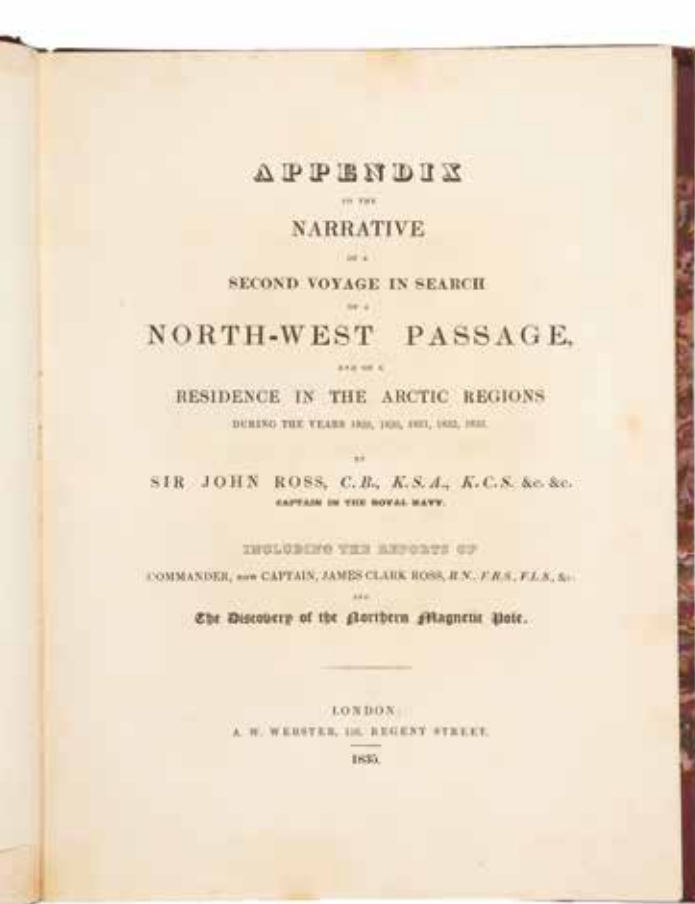 APPENDIX
TO THE
NARRATIVE
OF A
SECOND VOYAGE IN SEARCH
OF A
NORTH-WEST PASSAGE,
AND OF A
RESIDENCE IN THE ARCTIC REGIONS
DURING THE YEARS 1829, 1830, 1831, 1832, 1833.
BY
SIR JOHN ROSS, C.B., K.S.A., K.C.S. &c. &c.
CAPTAIN IN THE ROYAL NAVY.
INCLUDING THE REPORTS OF
COMMANDER, now CAPTAIN, JAMES CLARK ROSS, R.N., F.R.S., F.L.S., &c.
AND
The Discovery of the Northern Magnetic Pole.
LONDON:
A. W. WEBSTER, 156, REGENT STREET.
1835.